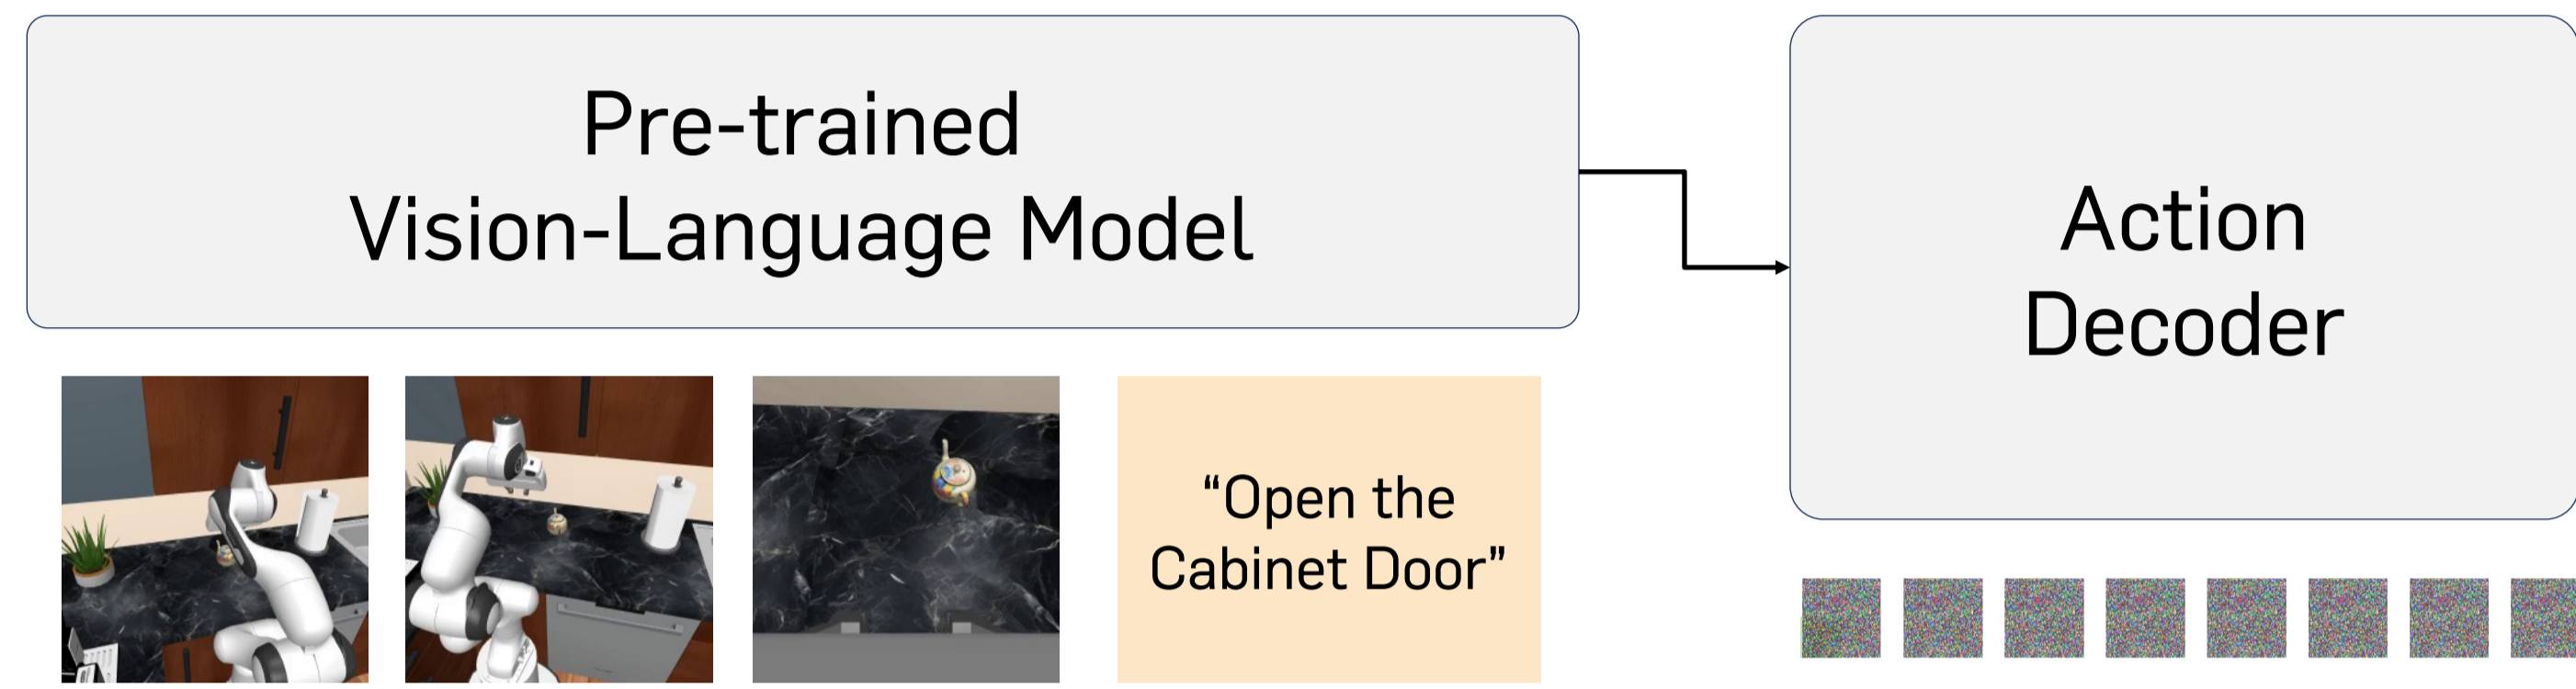 Pre-trained
Vision-Language Model
Action
Decoder
“Open the
Cabinet Door”